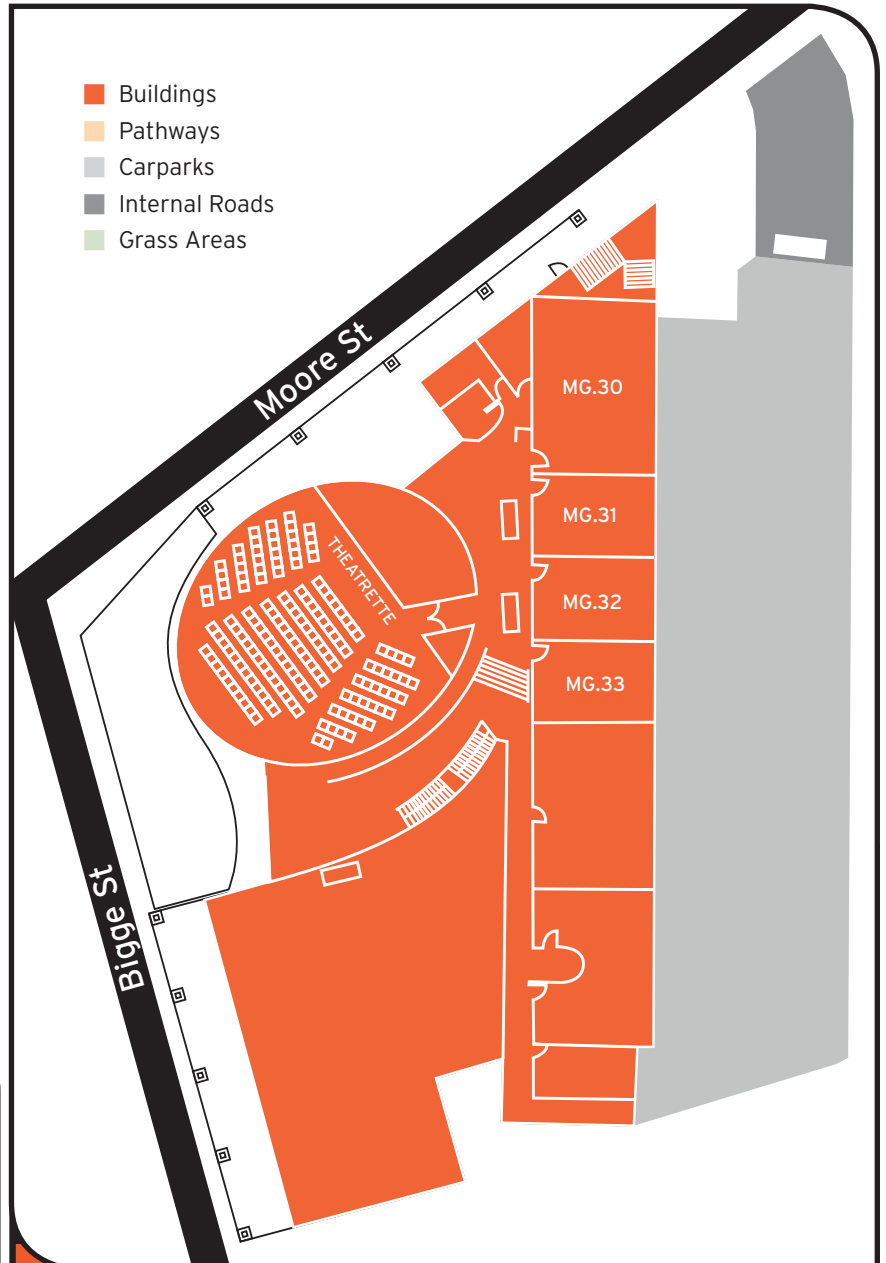 Buildings
Pathways
Carparks
Internal Roads
Grass Areas
Moore St
MG.30
MG.31
THEATRETTE
MG.32
MG.33
Bigge St